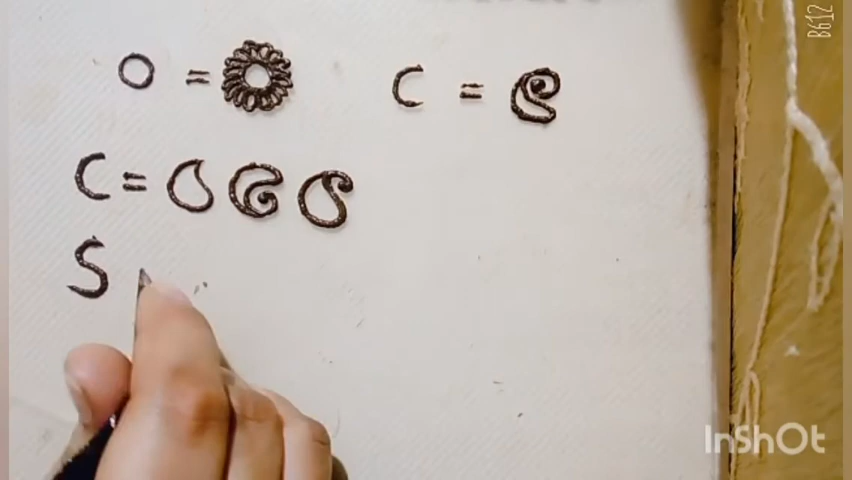 B612
O =
C =
C =
S
InShOt